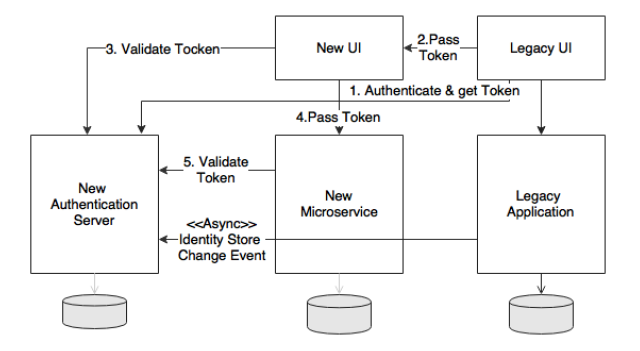 3. Validate Tocken
New UI
2.Pass
Token
Legacy UI
1. Authenticate & get Token
4.Pass Token
New
Authentication
Server
5. Validate
Token
New
Microservice
Legacy
Application
<<Async>>
Identity Store
Change Event